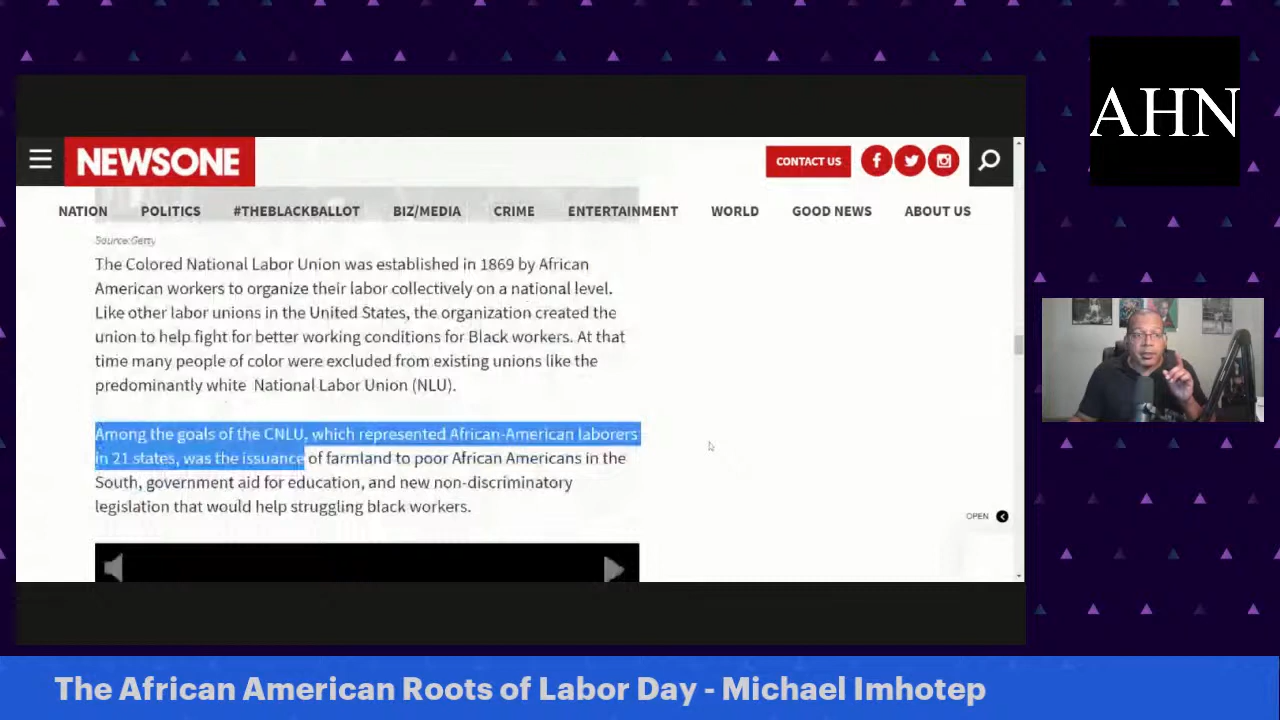 AHN
NEWSONE
CONTACT US
NATION POLITICS #THEBLACKBALLOT BIZ/MEDIA CRIME ENTERTAINMENT WORLD GOOD NEWS ABOUT US
Source:Getty
The Colored National Labor Union was established in 1869 by African
American workers to organize their labor collectively on a national level.
Like other labor unions in the United States, the organization created the
union to help fight for better working conditions for Black workers. At that
time many people of color were excluded from existing unions like the
predominantly white National Labor Union (NLU).
Among the goals of the CNLU, which represented African-American laborers
in 21 states, was the issuance of farmland to poor African Americans in the
South, government aid for education, and new non-discriminatory
legislation that would help struggling black workers.
OPEN
The African American Roots of Labor Day - Michael Imhotep